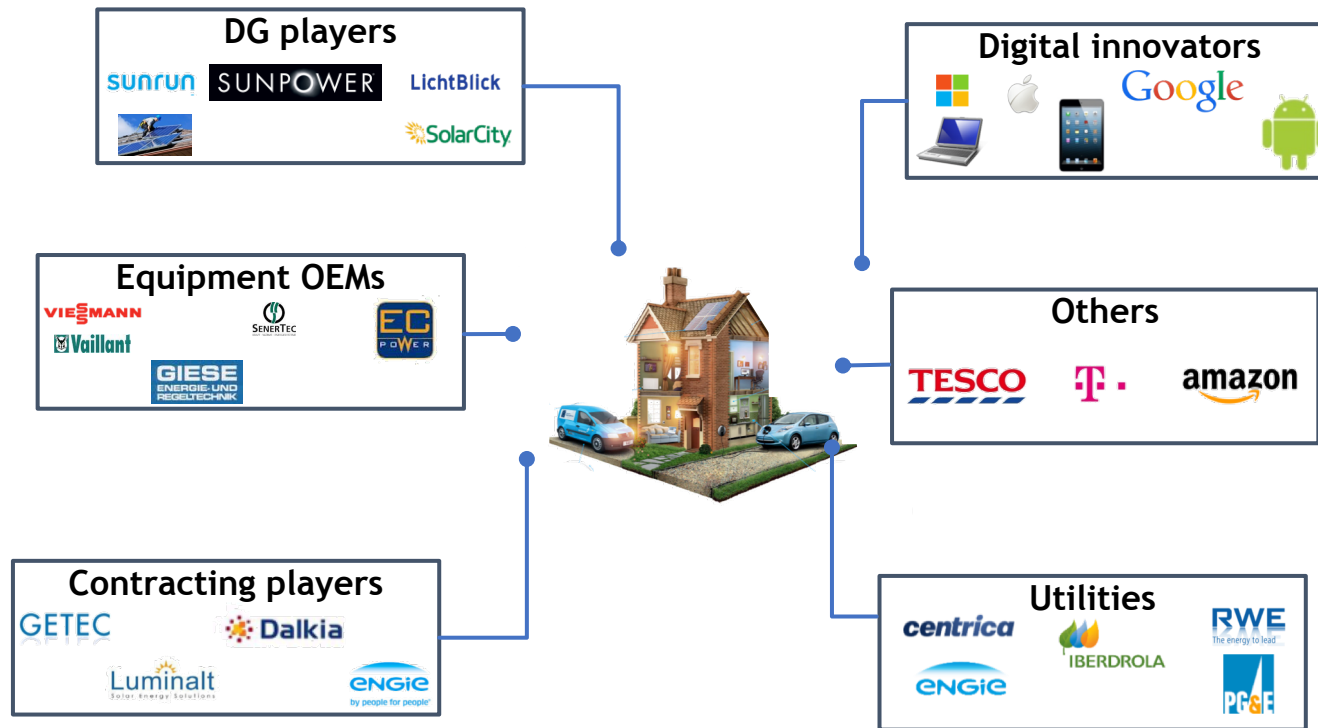 DG players
sunrun
SUNPOWER
LichtBlick
SolarCity
Digital innovators
Google
Equipment OEMs
VIESMANN
Vaillant
SENERTEC
EC
POWER
GIESE
ENERGIE- UND
REGELTECHNIK
Others
TESCO
T
amazon
Contracting players
GETEC
Dalkia
Luminalt
Solar Energy Solutions
ENGIE
by people for people
Utilities
centrica
IBERDROLA
RWE
The energy to lead
ENGIE
PG&E